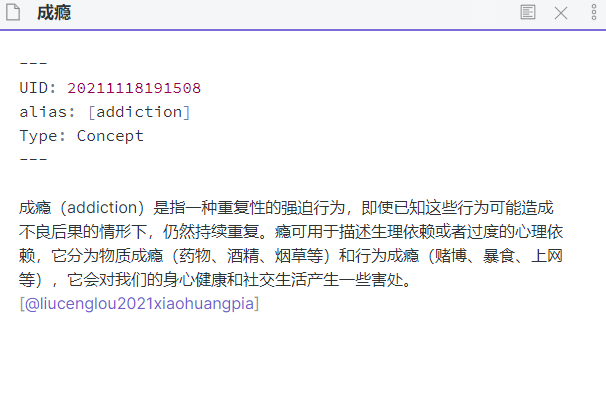 成瘾
---
UID: 20211118191508
alias: [addiction]
Type: Concept
---
成瘾（addiction）是指一种重复性的强迫行为，即使已知这些行为可能造成
不良后果的情形下，仍然持续重复。瘾可用于描述生理依赖或者过度的心理依
赖，它分为物质成瘾（药物、酒精、烟草等）和行为成瘾（赌博、暴食、上网
等），它会对我们的身心健康和社交生活产生一些害处。
[@liucenglou2021xiaohuangpia]